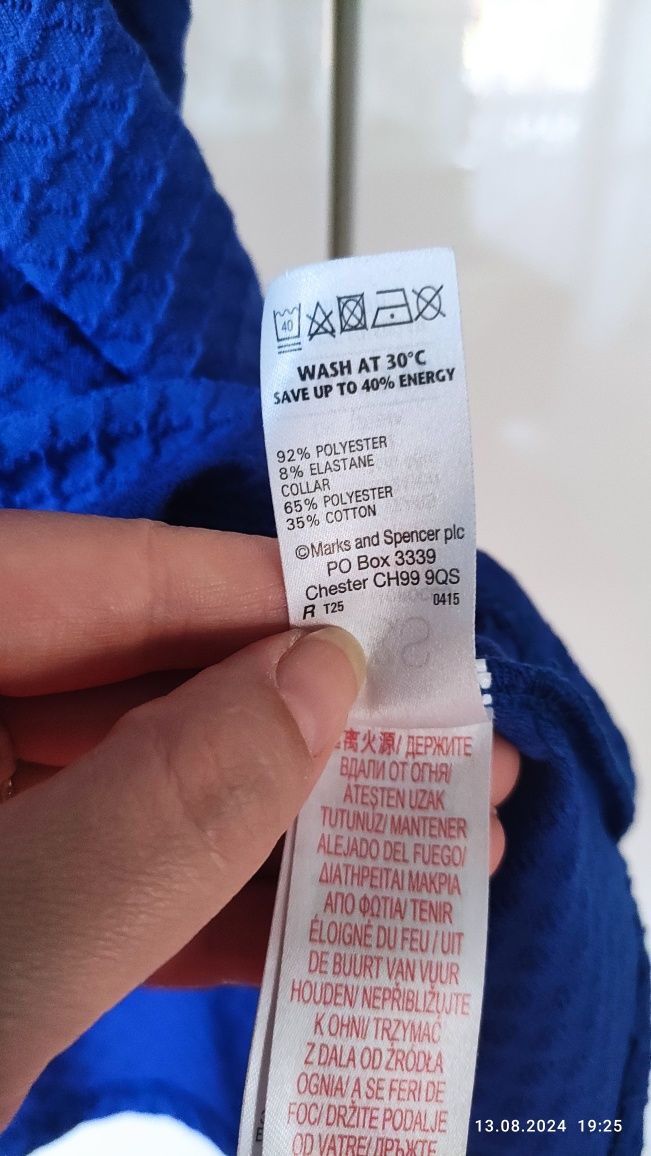 40
WASH AT 30°C
SAVE UP TO 40% ENERGY
92% POLYESTER
8% ELASTANE
COLLAR
65% POLYESTER
35% COTTON
©Marks and Spencer plc
PO Box 3339
Chester CH99 9QS
R T25 0415
离火源/ ДЕРЖИТЕ
ВДАЛИ ОТ ОГНЯ/
ATEŞTEN UZAK
TUTUNUZ/ MANTENER
ALEJADO DEL FUEGO/
ΔΙΑΤΗΡΕΙΤΑΙ ΜΑΚΡΙΑ
ΑΠΟ ΦΩΤΙΑ/ TENIR
ÉLOIGNÉ DU FEU / UIT
DE BUURT VAN VUUR
HOUDEN/ NEPŘIBLIŽUJTE
K OHNI/ TRZYMAĆ
Z DALA OD ŹRÓDŁA
OGNIA/ A SE FERI DE
FOC/ DRŽITE PODALJE
OD VATRE/ ДРЪЖТЕ
13.08.2024 19:25